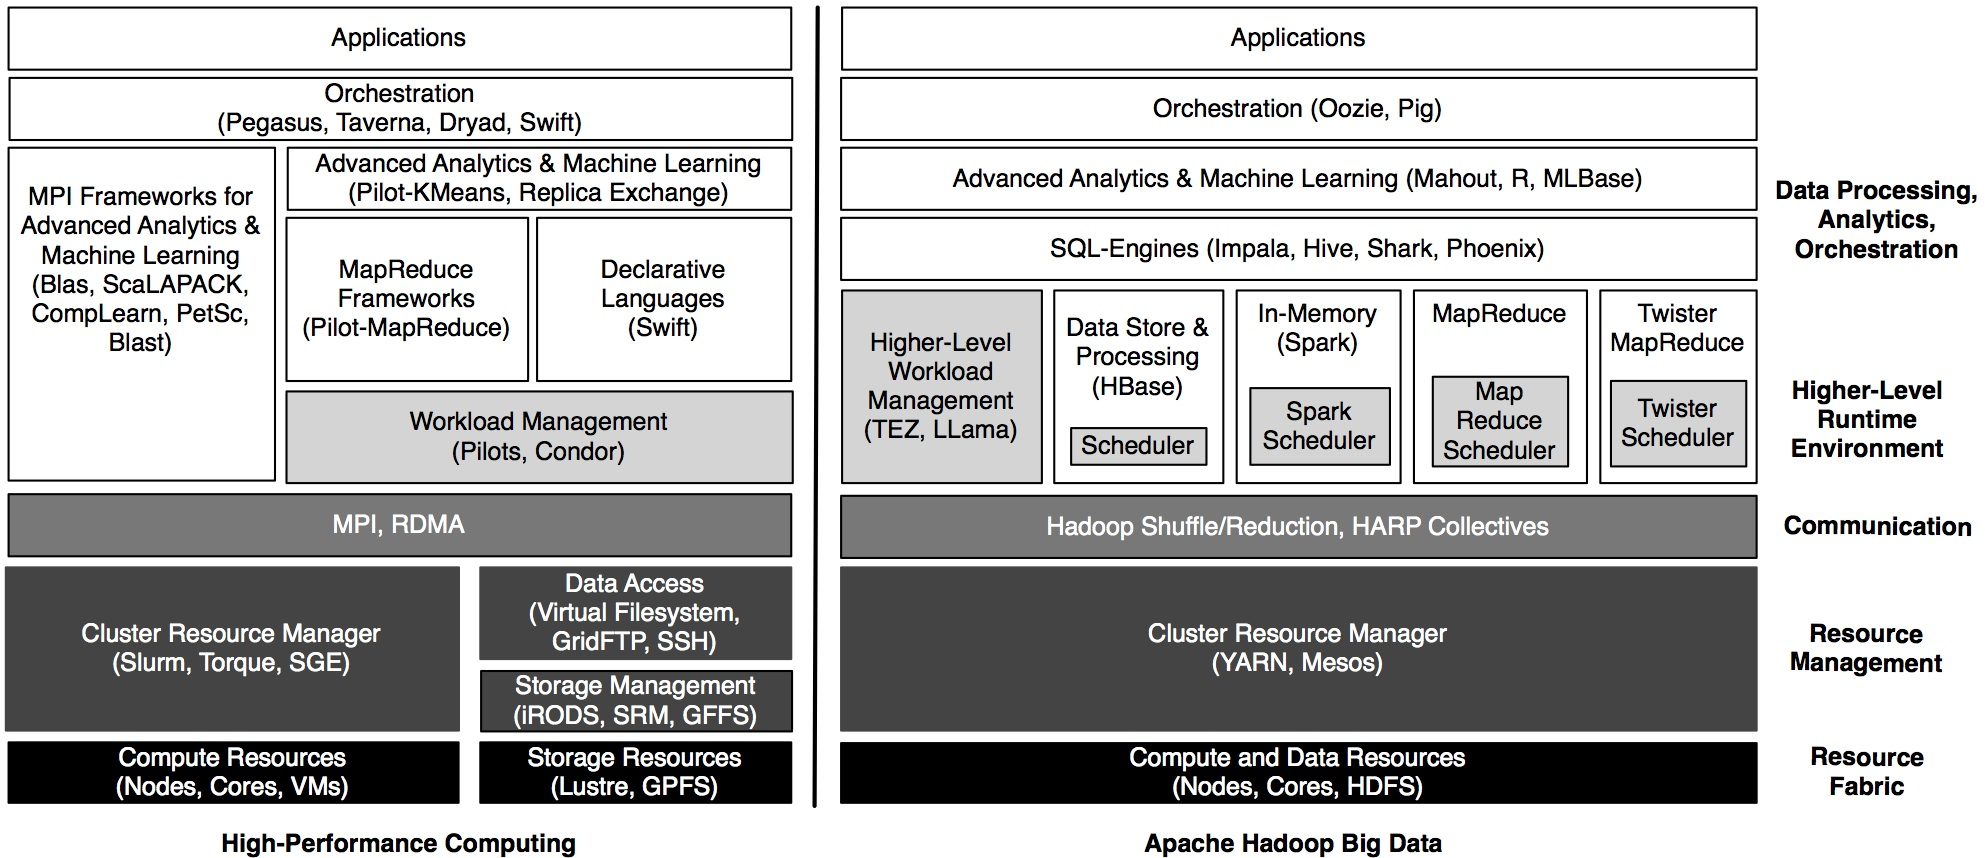 Applications
Orchestration
(Pegasus, Taverna, Dryad, Swift)
MPI Frameworks for
Advanced Analytics &
Machine Learning
(Blas, ScaLAPACK,
CompLearn, PetSc,
Blast)
Advanced Analytics & Machine Learning
(Pilot-KMeans, Replica Exchange)
MapReduce
Frameworks
(Pilot-MapReduce)
Declarative
Languages
(Swift)
Workload Management
(Pilots, Condor)
MPI, RDMA
Cluster Resource Manager
(Slurm, Torque, SGE)
Data Access
(Virtual Filesystem,
GridFTP, SSH)
Storage Management
(iRODS, SRM, GFFS)
Compute Resources
(Nodes, Cores, VMs)
Storage Resources
(Lustre, GPFS)
High-Performance Computing
Applications
Orchestration (Oozie, Pig)
Advanced Analytics & Machine Learning (Mahout, R, MLBase)
SQL-Engines (Impala, Hive, Shark, Phoenix)
Higher-Level
Workload
Management
(TEZ, LLama)
Data Store &
Processing
(HBase)
Scheduler
In-Memory
(Spark)
Spark
Scheduler
MapReduce
Map
Reduce
Scheduler
Twister
MapReduce
Twister
Scheduler
Hadoop Shuffle/Reduction, HARP Collectives
Cluster Resource Manager
(YARN, Mesos)
Compute and Data Resources
(Nodes, Cores, HDFS)
Apache Hadoop Big Data
Data Processing,
Analytics,
Orchestration
Higher-Level
Runtime
Environment
Communication
Resource
Management
Resource
Fabric